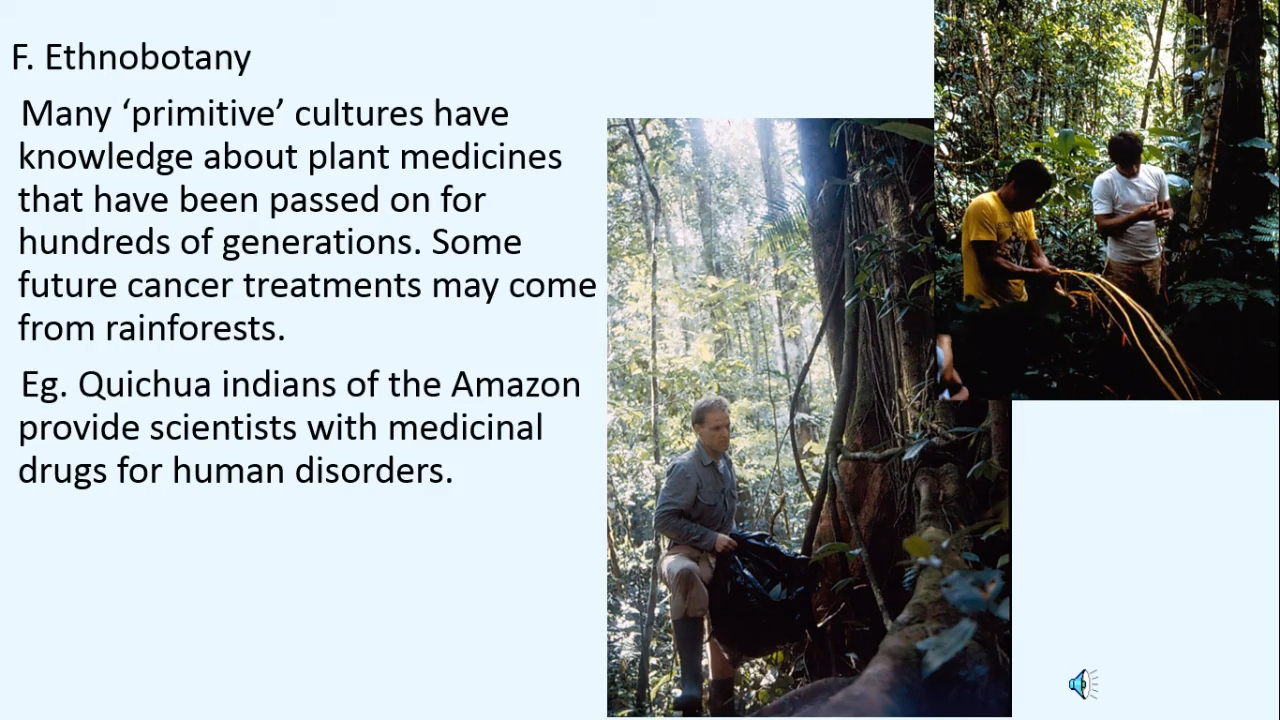 F. Ethnobotany
Many ‘primitive’ cultures have
knowledge about plant medicines
that have been passed on for
hundreds of generations. Some
future cancer treatments may come
from rainforests.
Eg. Quichua indians of the Amazon
provide scientists with medicinal
drugs for human disorders.